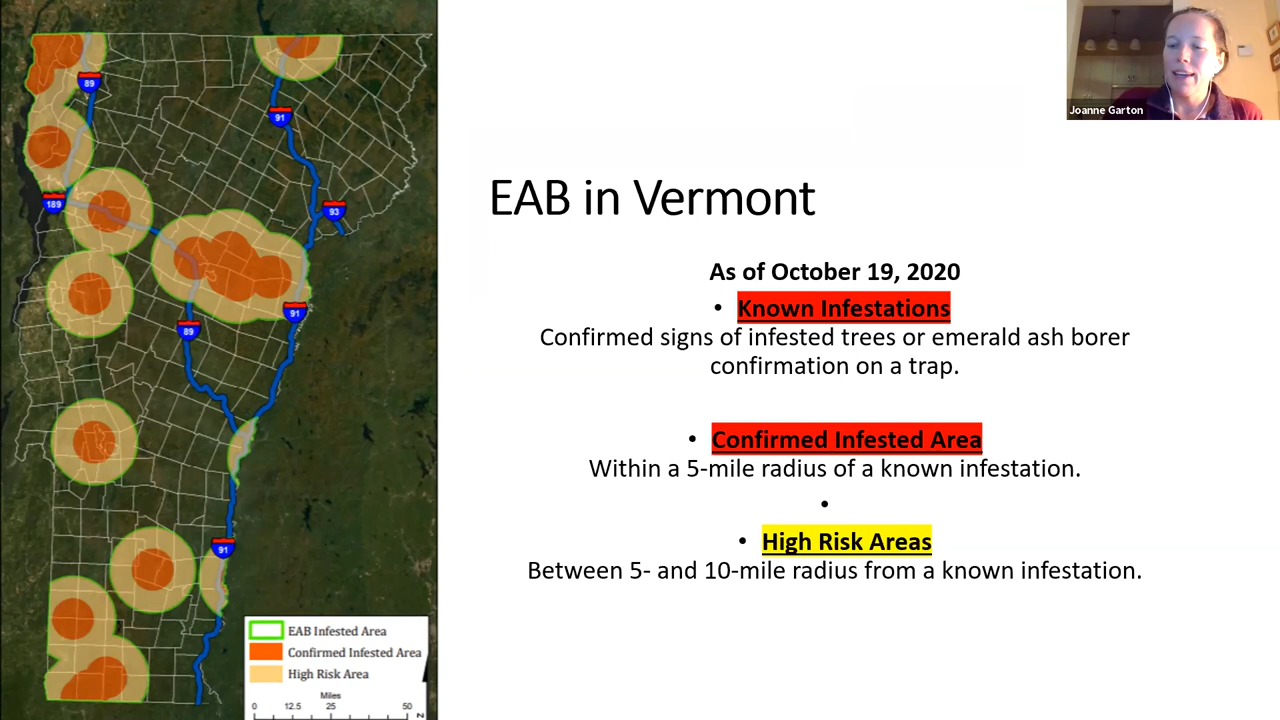 89
91
189
93
91
89
91
EAB Infested Area
Confirmed Infested Area
High Risk Area
Miles
0 12.5 25 50
N
EAB in Vermont
As of October 19, 2020
• Known Infestations
Confirmed signs of infested trees or emerald ash borer
confirmation on a trap.
• Confirmed Infested Area
Within a 5-mile radius of a known infestation.
•
• High Risk Areas
Between 5- and 10-mile radius from a known infestation.
Joanne Garton